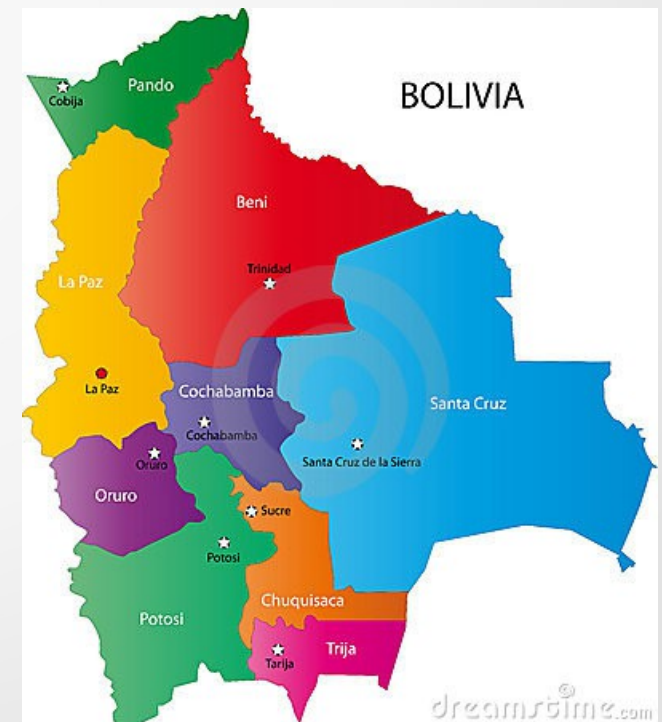 BOLIVIA
Pando
Cobija
Beni
Trinidad
La Paz
La Paz
Cochabamba
Cochabamba
Santa Cruz
Santa Cruz de la Sierra
Oruro
Oruro
Sucre
Potosi
Potosi
Chuquisaca
Trija
Tarija
dreamstime.com